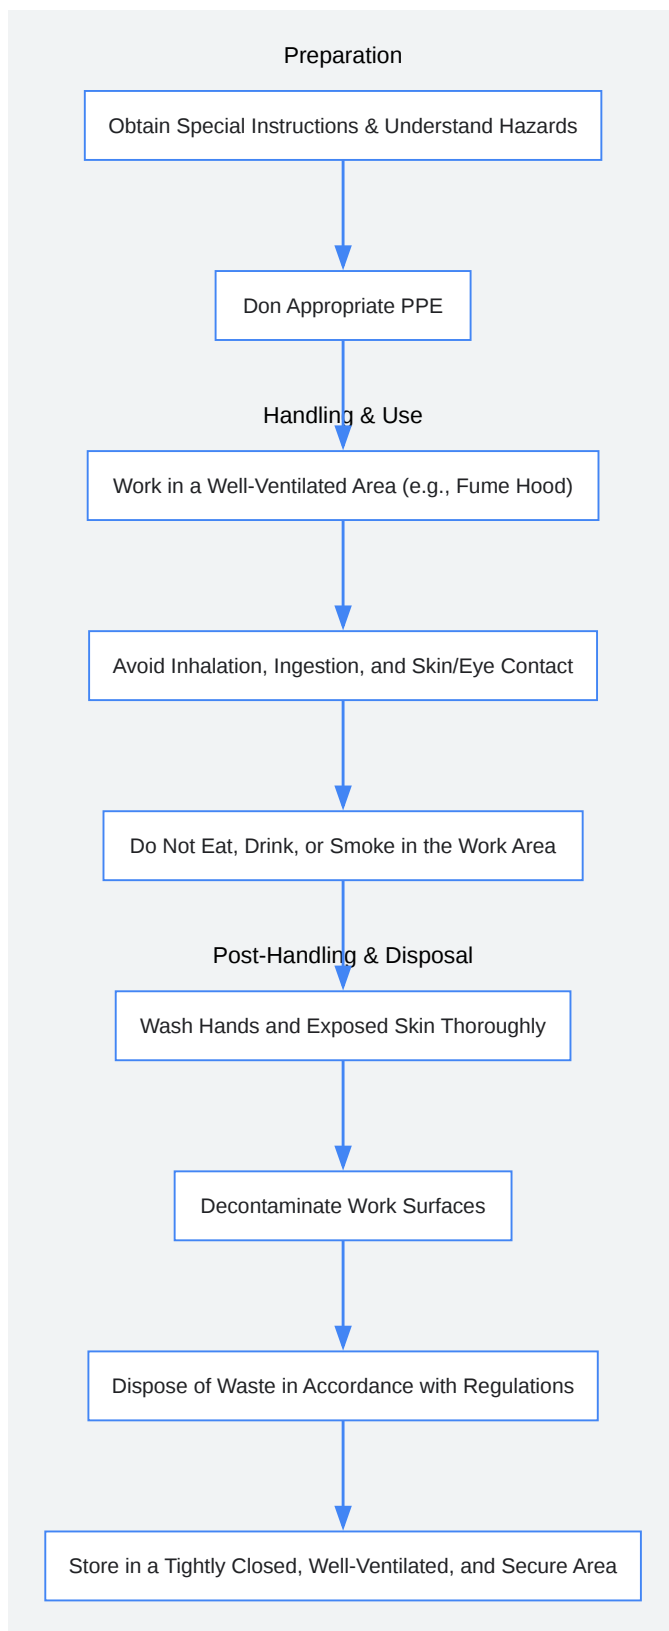 Preparation
Obtain Special Instructions & Understand Hazards
Don Appropriate PPE
Handling & Use
Work in a Well-Ventilated Area (e.g., Fume Hood)
Avoid Inhalation, Ingestion, and Skin/Eye Contact
Do Not Eat, Drink, or Smoke in the Work Area
Post-Handling & Disposal
Wash Hands and Exposed Skin Thoroughly
Decontaminate Work Surfaces
Dispose of Waste in Accordance with Regulations
Store in a Tightly Closed, Well-Ventilated, and Secure Area